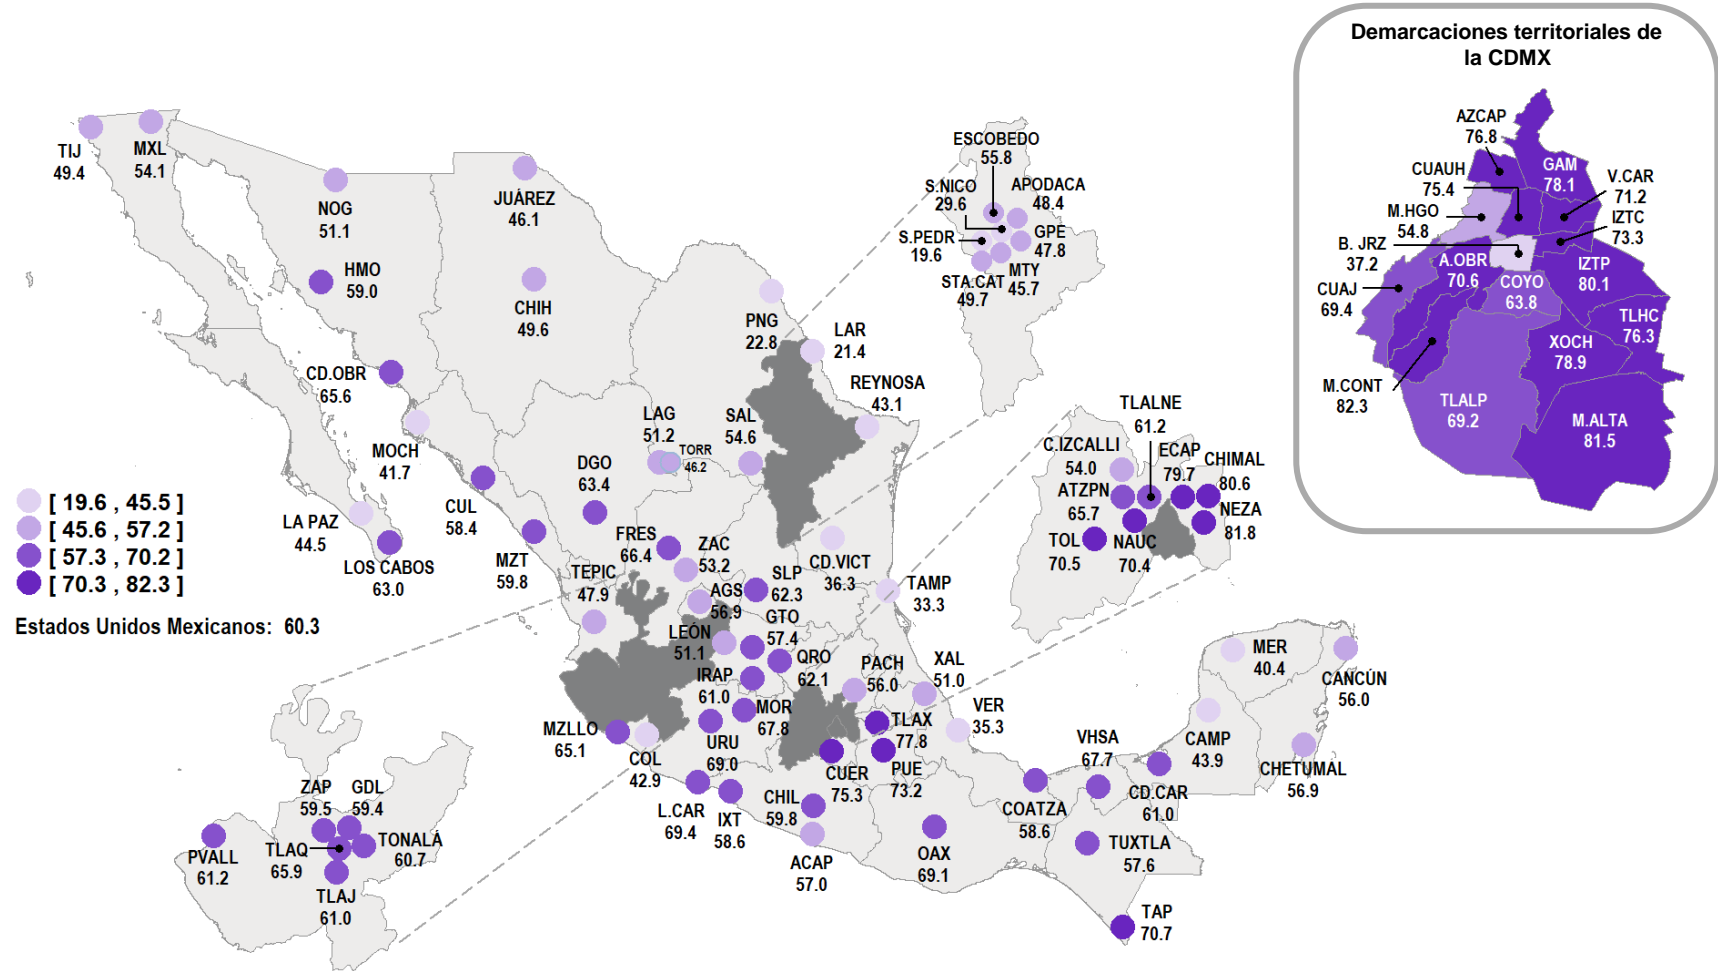 Demarcaciones territoriales de
la CDMX
AZCAP
76.8
CUAUH
75.4
GAM
78.1
V.CAR
71.2
M.HGO
54.8
IZTC
73.3
B. JRZ
37.2
A.OBR
70.6
IZTP
80.1
CUAJ
69.4
COYO
63.8
TLHC
76.3
XOCH
78.9
M.CONT
82.3
TLALP
69.2
M.ALTA
81.5
TIJ
49.4
MXL
54.1
NOG
51.1
JUÁREZ
46.1
HMO
59.0
CHIH
49.6
CD.OBR
65.6
MOCH
41.7
LA PAZ
44.5
LOS CABOS
63.0
CUL
58.4
MZT
59.8
DGO
63.4
LAG
51.2
TORR
46.2
SAL
54.6
PNG
22.8
LAR
21.4
REYNOSA
43.1
ESCOBEDO
55.8
S.NICO
29.6
APODACA
48.4
S.PEDR
19.6
GPE
47.8
STA.CAT
49.7
MTY
45.7
TLALNE
61.2
C.IZCALLI
54.0
ECAP
79.7
CHIMAL
80.6
ATZPN
65.7
NEZA
81.8
TOL
70.5
NAUC
70.4
[ 19.6 , 45.5 ]
[ 45.6 , 57.2 ]
[ 57.3 , 70.2 ]
[ 70.3 , 82.3 ]
Estados Unidos Mexicanos: 60.3
FRES
66.4
ZAC
53.2
TEPIC
47.9
AGS
56.9
SLP
62.3
CD.VICT
36.3
TAMP
33.3
LEÓN
51.1
GTO
57.4
QRO
62.1
IRAP
61.0
PACH
56.0
XAL
51.0
MOR
67.8
MZLLO
65.1
COL
42.9
URU
69.0
TLAX
77.8
VER
35.3
CUER
75.3
PUE
73.2
L.CAR
69.4
IXT
58.6
CHIL
59.8
ACAP
57.0
OAX
69.1
COATZA
58.6
VHSA
67.7
CD.CAR
61.0
TUXTLA
57.6
TAP
70.7
MER
40.4
CANCÚN
56.0
CAMP
43.9
CHETUMAL
56.9
ZAP
59.5
GDL
59.4
PVALL
61.2
TLAQ
65.9
TONALÁ
60.7
TLAJ
61.0